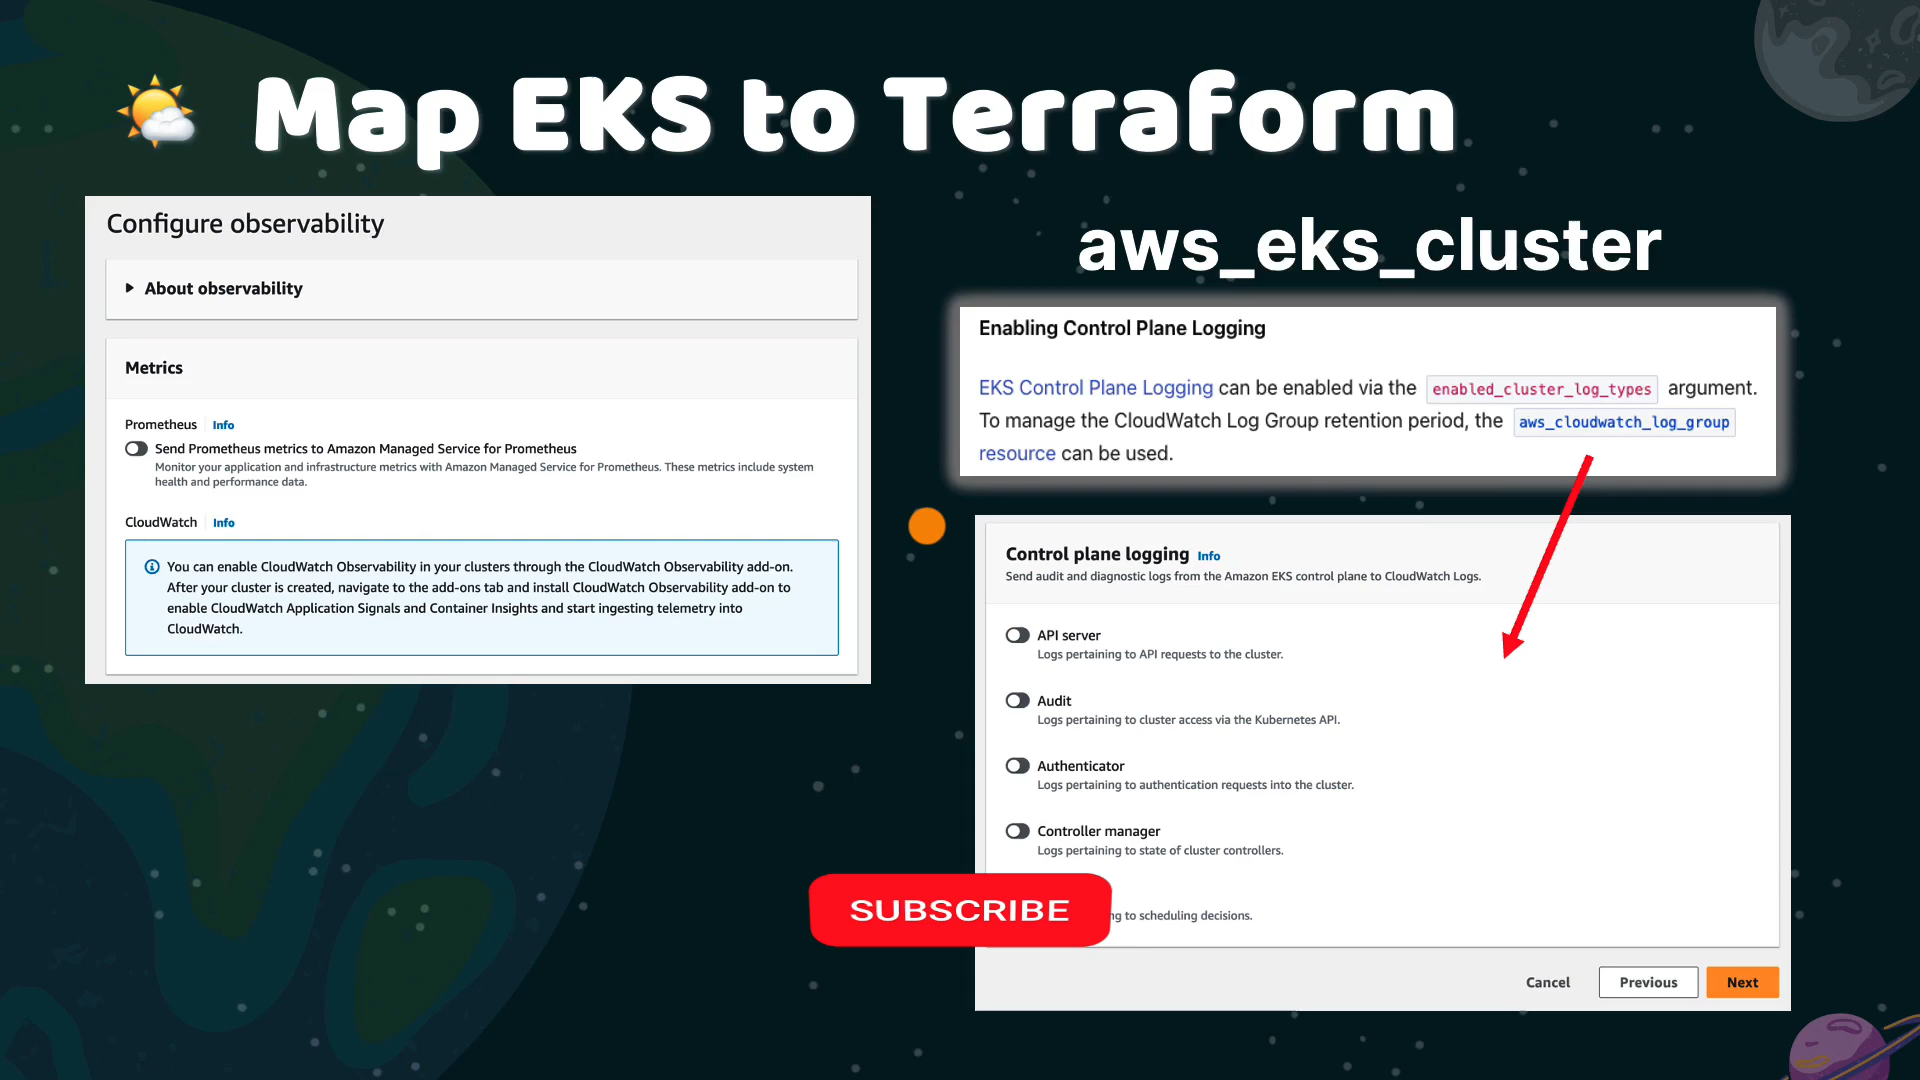 Map EKS to Terraform
Configure observability
About observability
Metrics
Prometheus Info
Send Prometheus metrics to Amazon Managed Service for Prometheus
Monitor your application and infrastructure metrics with Amazon Managed Service for Prometheus. These metrics include system
health and performance data.
CloudWatch Info
You can enable CloudWatch Observability in your clusters through the CloudWatch Observability add-on.
After your cluster is created, navigate to the add-ons tab and install CloudWatch Observability add-on to
enable CloudWatch Application Signals and Container Insights and start ingesting telemetry into
CloudWatch.
aws_eks_cluster
Enabling Control Plane Logging
EKS Control Plane Logging can be enabled via the enabled_cluster_log_types argument.
To manage the CloudWatch Log Group retention period, the aws_cloudwatch_log_group
resource can be used.
Control plane logging Info
Send audit and diagnostic logs from the Amazon EKS control plane to CloudWatch Logs.
API server
Logs pertaining to API requests to the cluster.
Audit
Logs pertaining to cluster access via the Kubernetes API.
Authenticator
Logs pertaining to authentication requests into the cluster.
Controller manager
Logs pertaining to state of cluster controllers.
SUBSCRIBE
to scheduling decisions.
Cancel Previous Next